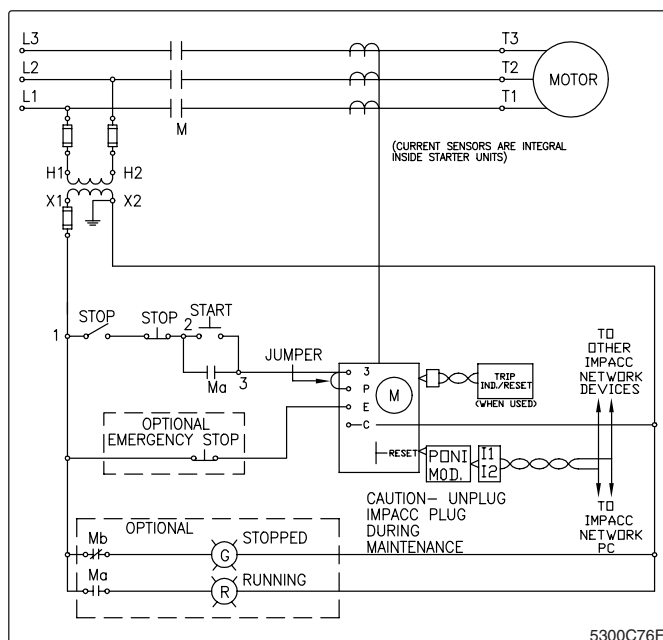 L3
T3
L2
T2
MOTOR
L1
T1
M
(CURRENT SENSORS ARE INTEGRAL
INSIDE STARTER UNITS)
H1
H2
X1
X2
1
STOP
STOP
2
START
Ma
3
JUMPER
3
P
E
C
M
RESET
TRIP
IND./RESET
(WHEN USED)
TO
OTHER
IMPACC
NETWORK
DEVICES
OPTIONAL
EMERGENCY STOP
PONI
MOD.
I1
I2
CAUTION- UNPLUG
IMPACC PLUG
DURING
MAINTENANCE
TO
IMPACC
NETWORK
PC
OPTIONAL
Mb
G
STOPPED
Ma
R
RUNNING